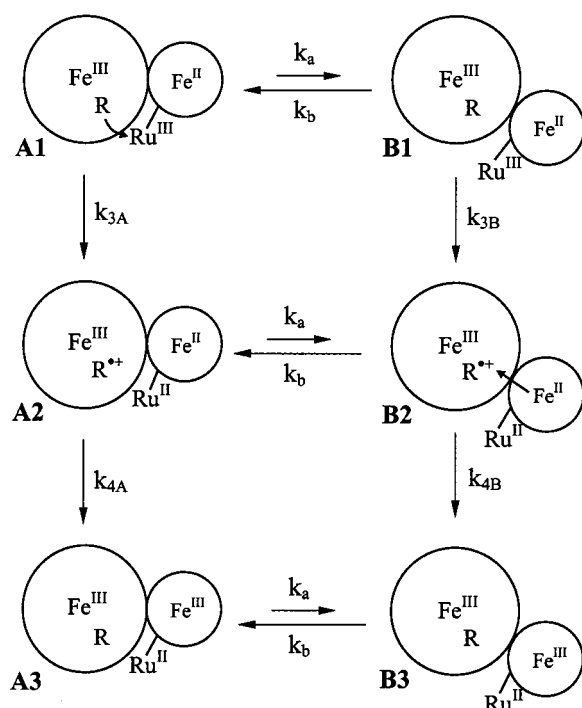 Fe^III Fe^II k_a Fe^III
R R Fe^II
Ru^III k_b
A1 B1 Ru^III
k_3A k_3B
Fe^III Fe^II k_a Fe^III
R^•+ R^•+ Fe^II
Ru^II k_b
A2 B2 Ru^II
k_4A k_4B
Fe^III Fe^III k_a Fe^III
R R Fe^III
Ru^II k_b
A3 B3 Ru^II